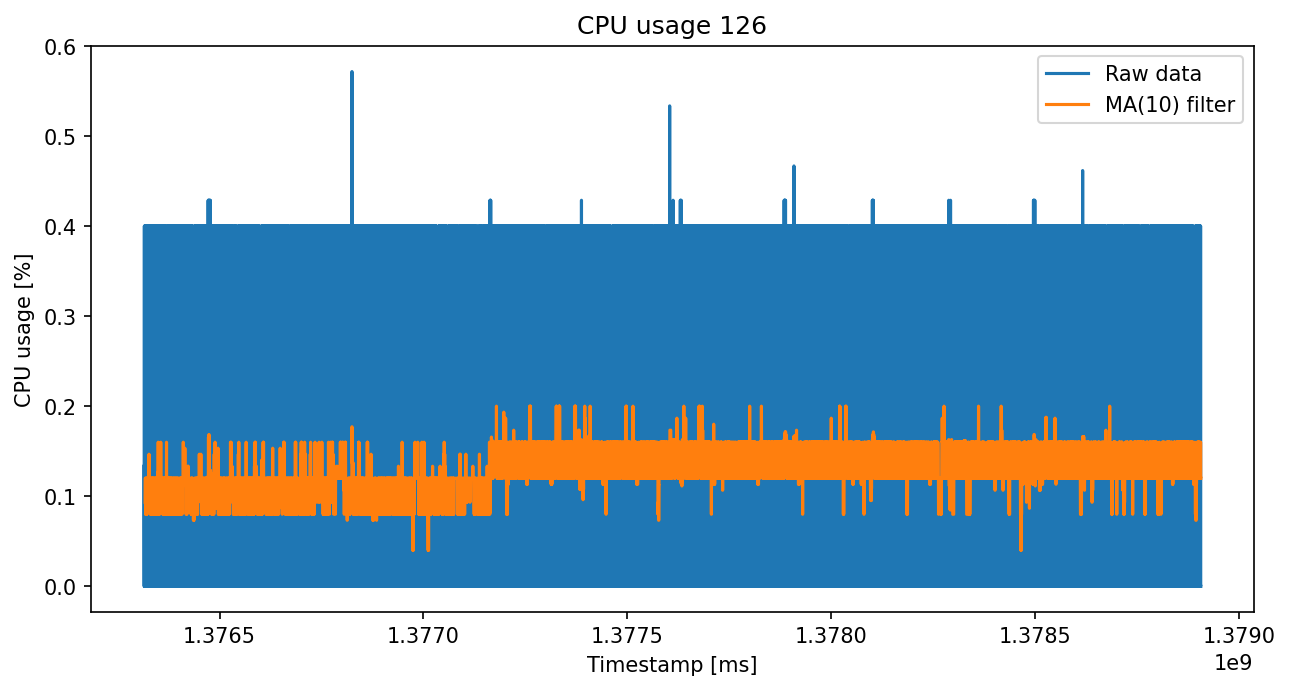 CPU usage 126
Raw data
MA(10) filter
CPU usage [%]
0.6
0.5
0.4
0.3
0.2
0.1
0.0
1.3765
1.3770
1.3775
1.3780
1.3785
1.3790
1e9
Timestamp [ms]